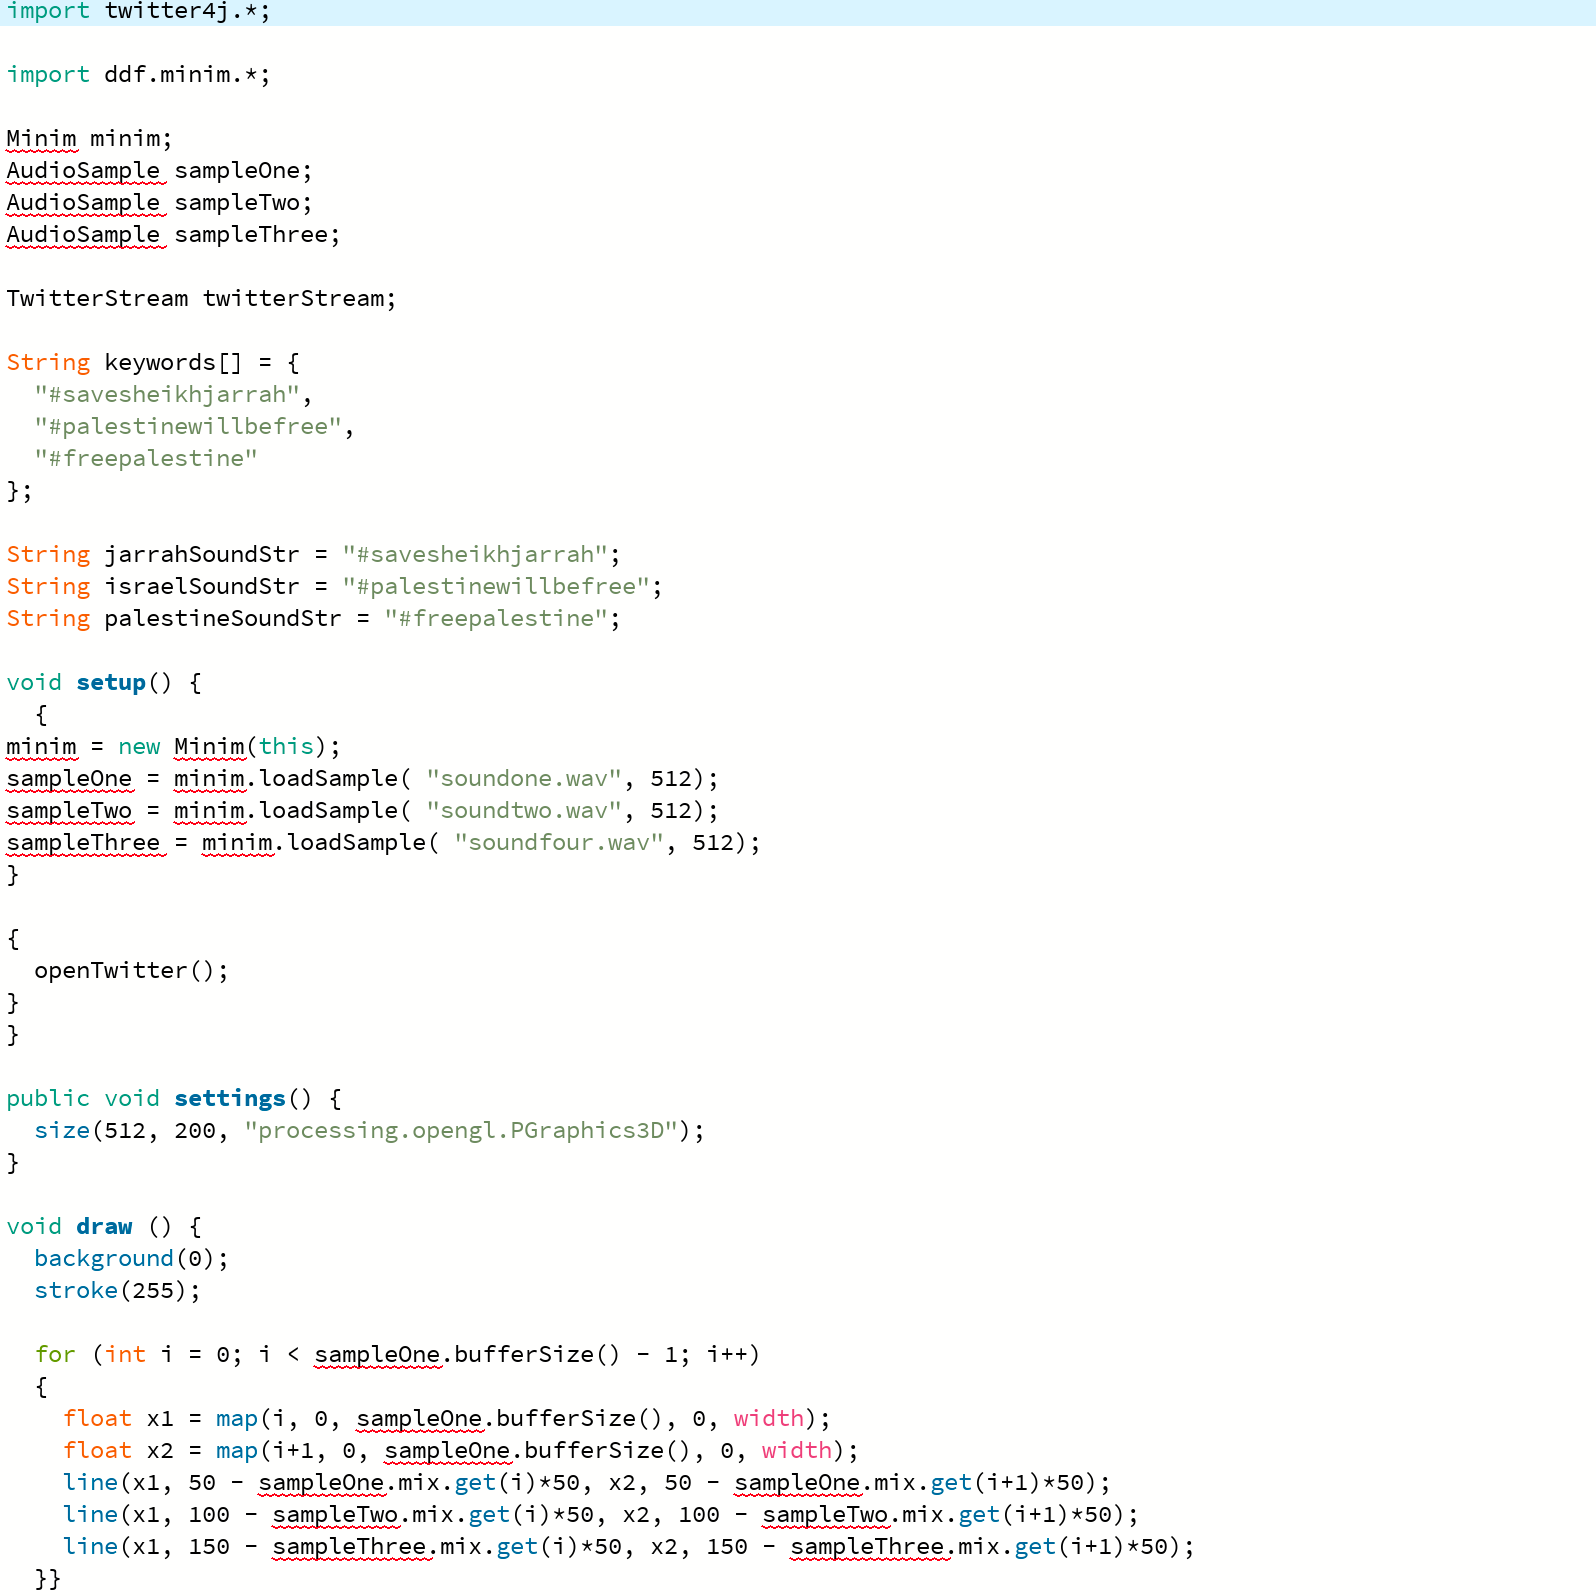 import twitter4j.*;
import ddf.minim.*;
Minim minim;
AudioSample sampleOne;
AudioSample sampleTwo;
AudioSample sampleThree;
TwitterStream twitterStream;
String keywords[] = {
  "#savesheikhjarrah",
  "#palestinewillbefree",
  "#freepalestine"
};
String jarrahSoundStr = "#savesheikhjarrah";
String israelSoundStr = "#palestinewillbefree";
String palestineSoundStr = "#freepalestine";
void setup() {
  {
minim = new Minim(this);
sampleOne = minim.loadSample( "soundone.wav", 512);
sampleTwo = minim.loadSample( "soundtwo.wav", 512);
sampleThree = minim.loadSample( "soundfour.wav", 512);
}
{
  openTwitter();
}
}
public void settings() {
  size(512, 200, "processing.opengl.PGraphics3D");
}
void draw () {
  background(0);
  stroke(255);
  for (int i = 0; i < sampleOne.bufferSize() - 1; i++)
  {
    float x1 = map(i, 0, sampleOne.bufferSize(), 0, width);
    float x2 = map(i+1, 0, sampleOne.bufferSize(), 0, width);
    line(x1, 50 - sampleOne.mix.get(i)*50, x2, 50 - sampleOne.mix.get(i+1)*50);
    line(x1, 100 - sampleTwo.mix.get(i)*50, x2, 100 - sampleTwo.mix.get(i+1)*50);
    line(x1, 150 - sampleThree.mix.get(i)*50, x2, 150 - sampleThree.mix.get(i+1)*50);
  }}